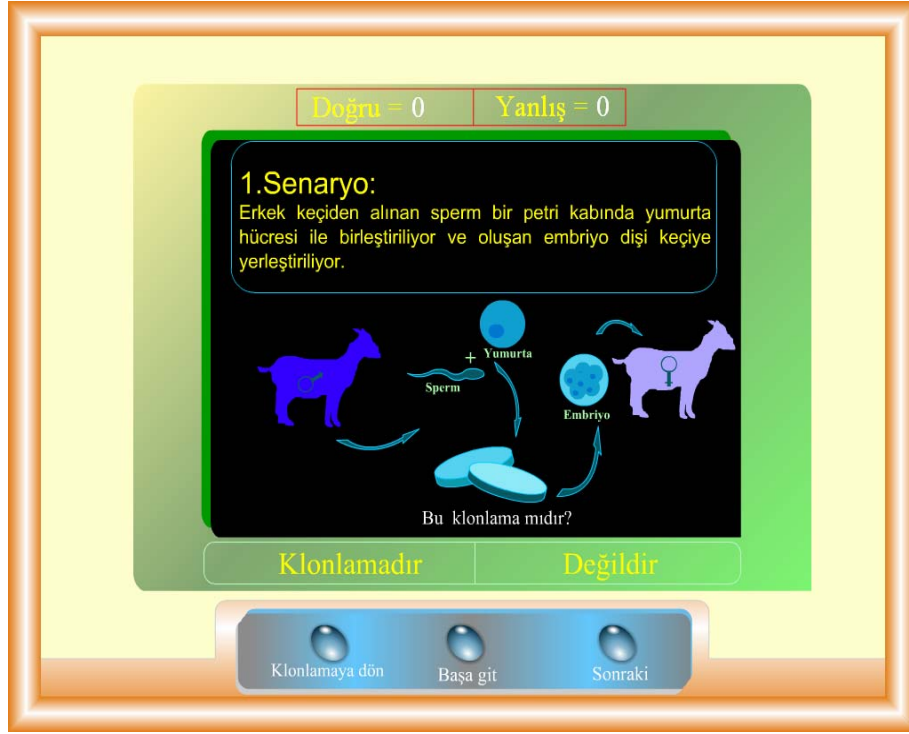 Doğru = 0 Yanlış = 0
1.Senaryo:
Erkek keçiden alınan sperm bir petri kabında yumurta
hücresi ile birleştiriliyor ve oluşan embriyo dişi keçiye
yerleştiriliyor.
+ Yumurta
Sperm
Embriyo
Bu klonlama mıdır?
Klonlamadır Değildir
Klonlamaya dön Başa git Sonraki